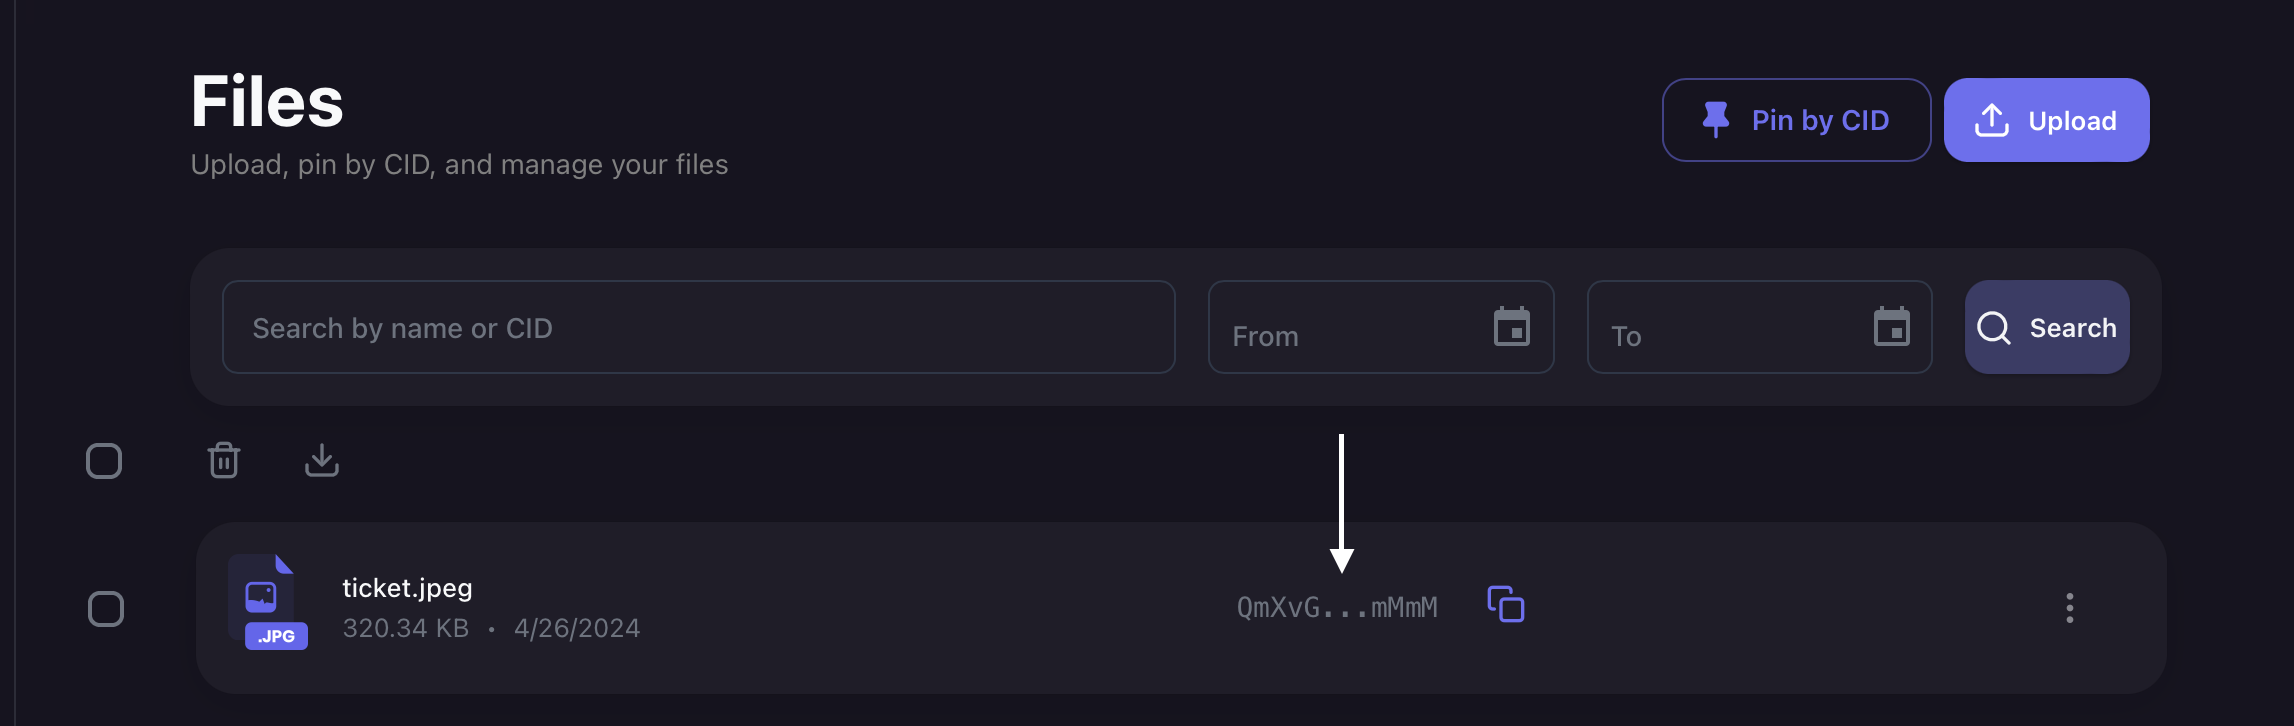 Files
Upload, pin by CID, and manage your files
Pin by CID
Upload
Search by name or CID
From
To
Search
ticket.jpeg
320.34 KB • 4/26/2024
.JPG
QmXvG...mMmM